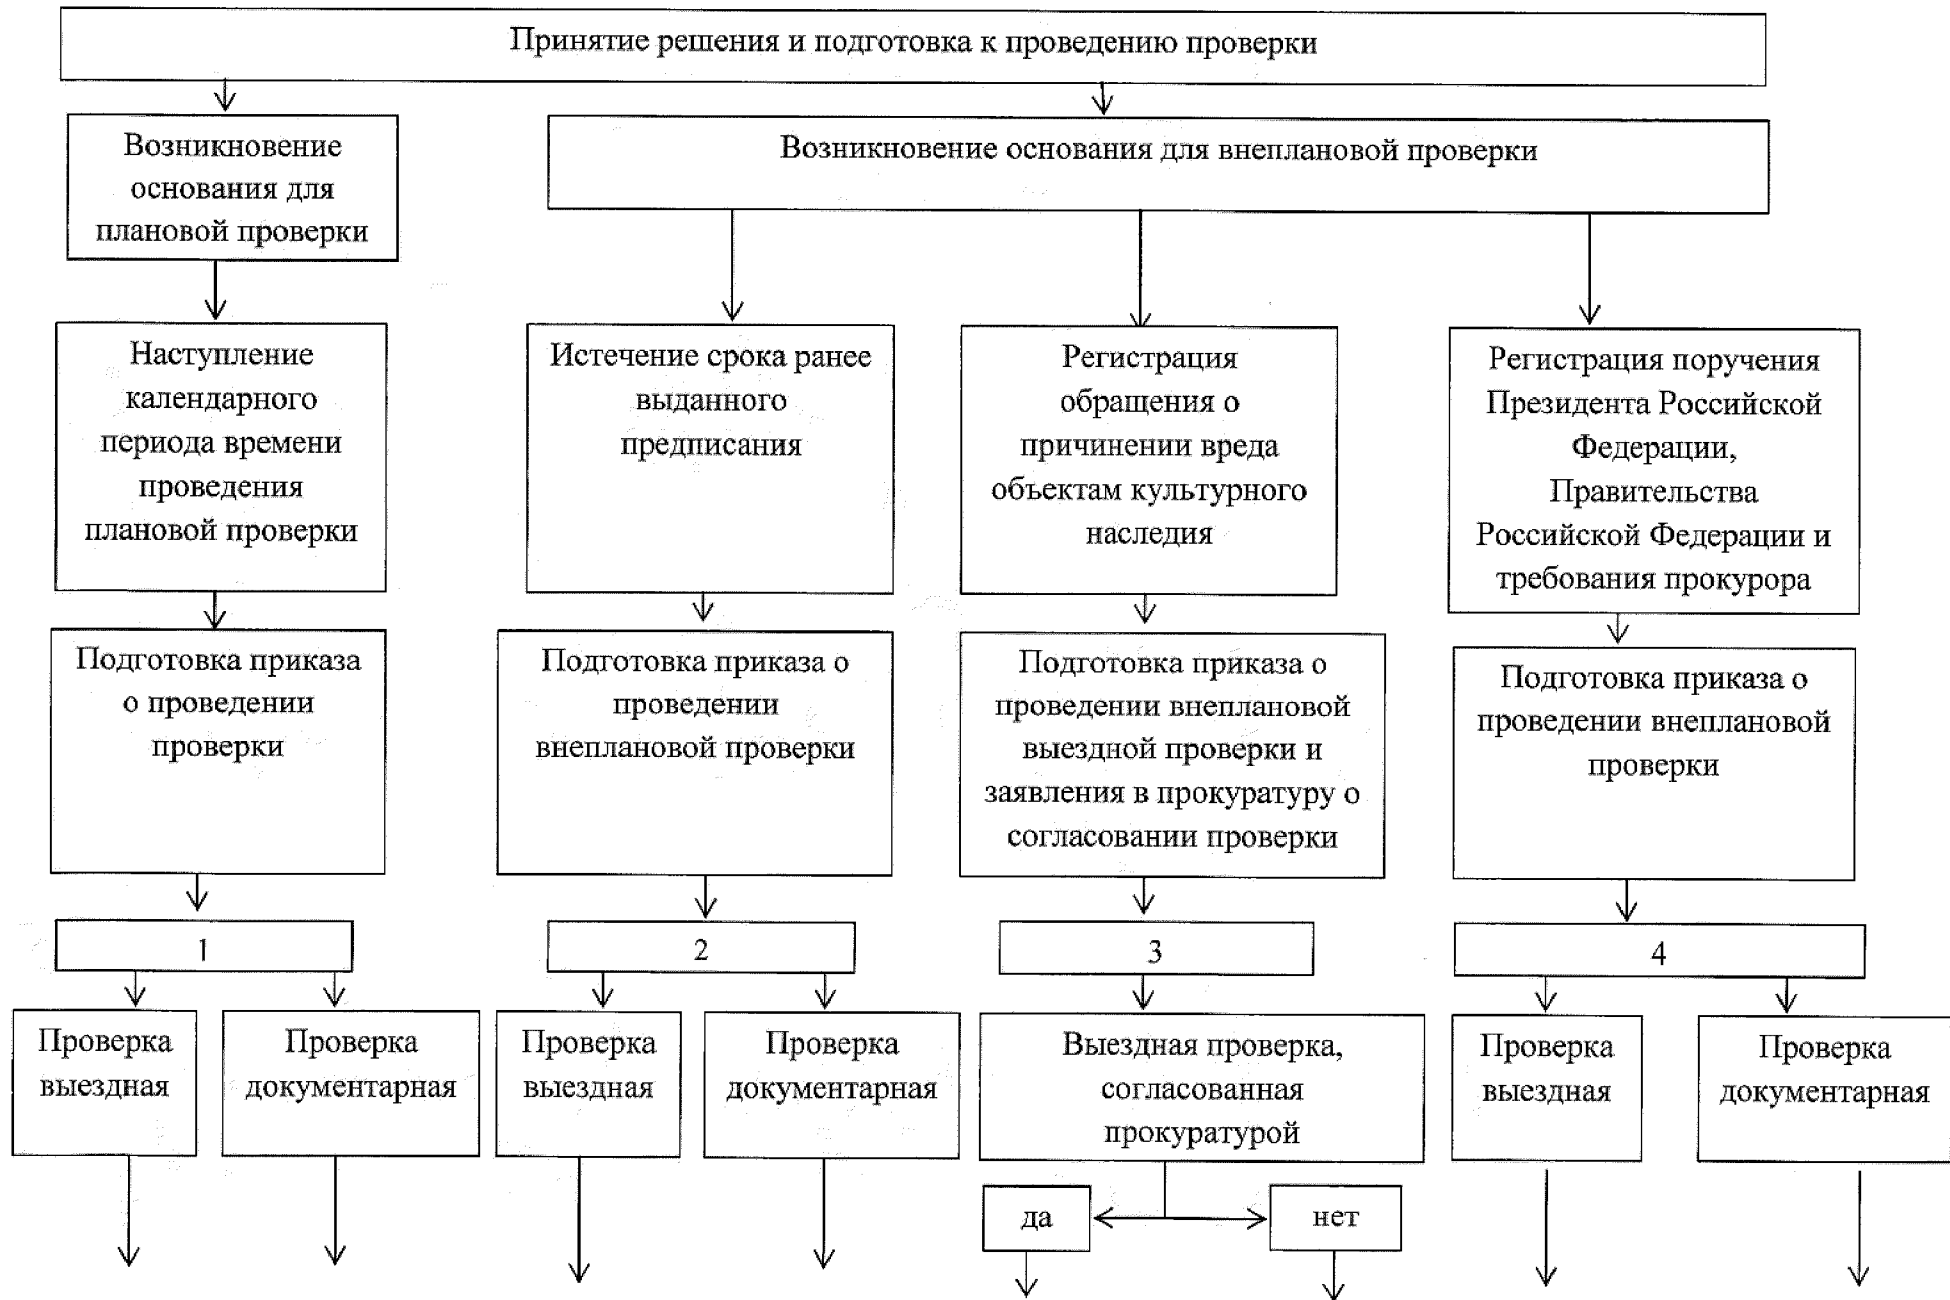 Принятие решения и подготовка к проведению проверки
Возникновение
основания для
плановой проверки
Возникновение основания для внеплановой проверки
Наступление
календарного
периода времени
проведения
плановой проверки
Истечение срока ранее
выданного
предписания
Регистрация
обращения о
причинении вреда
объектам культурного
наследия
Регистрация поручения
Президента Российской
Федерации,
Правительства
Российской Федерации и
требования прокурора
Подготовка приказа
о проведении
проверки
Подготовка приказа о
проведении
внеплановой проверки
Подготовка приказа о
проведении внеплановой
выездной проверки и
заявления в прокуратуру о
согласовании проверки
Подготовка приказа о
проведении внеплановой
проверки
1
2
3
4
Проверка
выездная
Проверка
документарная
Проверка
выездная
Проверка
документарная
Выездная проверка,
согласованная
прокуратурой
Проверка
выездная
Проверка
документарная
да
нет